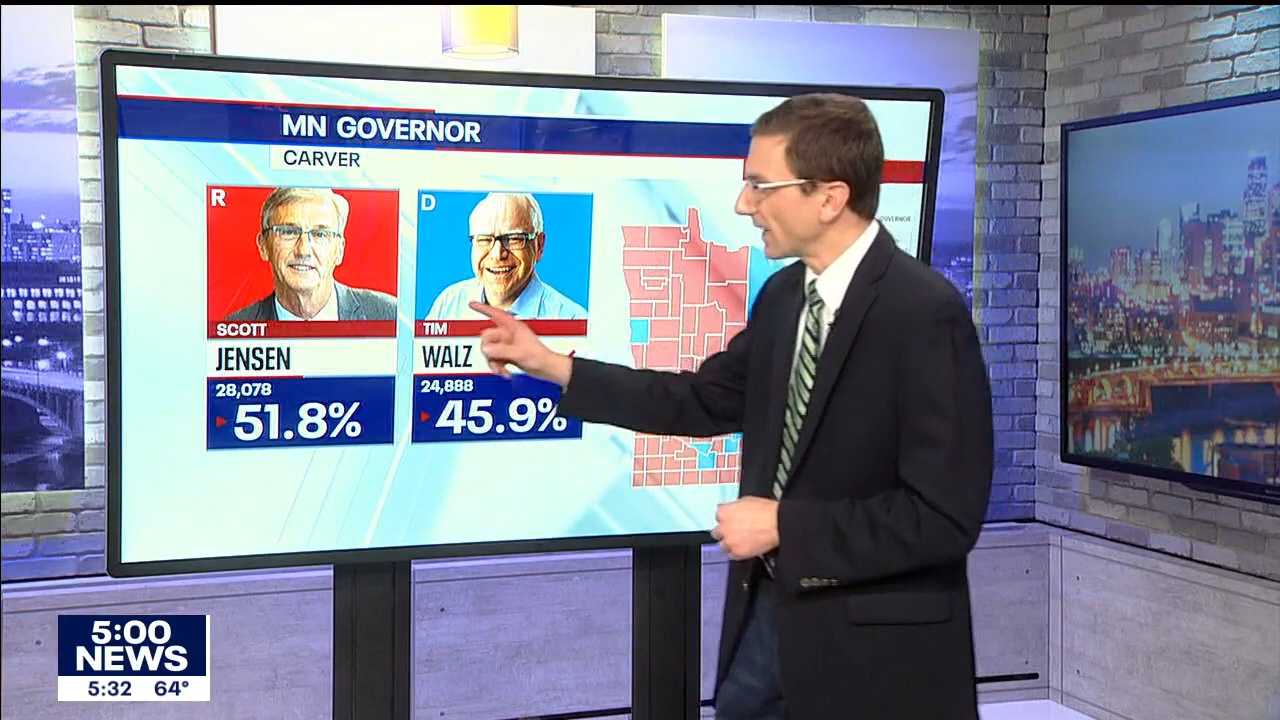 MN GOVERNOR
CARVER
R
D
SCOTT
JENSEN
28,078
51.8%
TIM
WALZ
24,888
45.9%
GOVERNOR
5:00
NEWS
5:32 64°